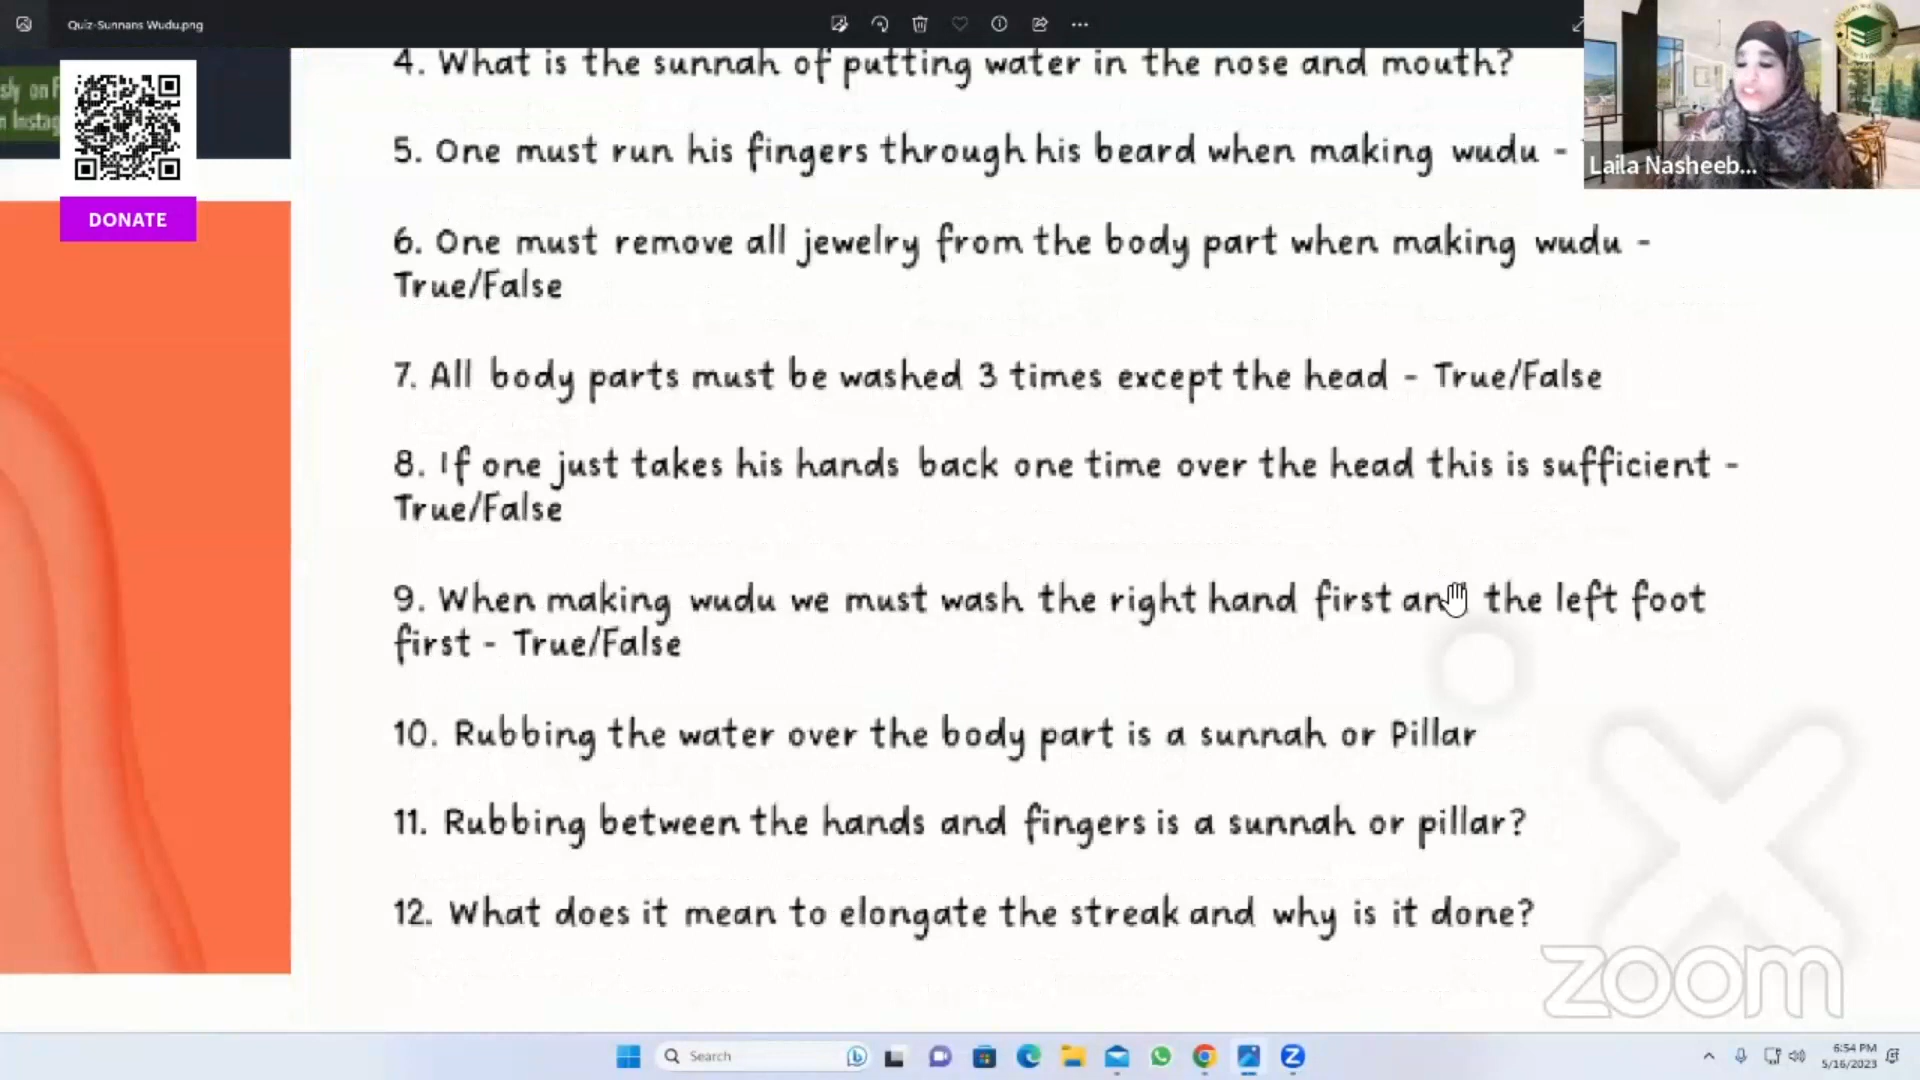 Quiz-Sunnans Wudu.png
sly on F
n Instag
DONATE
4. What is the sunnah of putting water in the nose and mouth?
5. One must run his fingers through his beard when making wudu -
Laila Nasheeb...
6. One must remove all jewelry from the body part when making wudu -
True/False
7. All body parts must be washed 3 times except the head - True/False
8. If one just takes his hands back one time over the head this is sufficient -
True/False
9. When making wudu we must wash the right hand first and the left foot
first - True/False
10. Rubbing the water over the body part is a sunnah or Pillar
11. Rubbing between the hands and fingers is a sunnah or pillar?
12. What does it mean to elongate the streak and why is it done?
zoom
Search
6:54 PM
5/16/2023